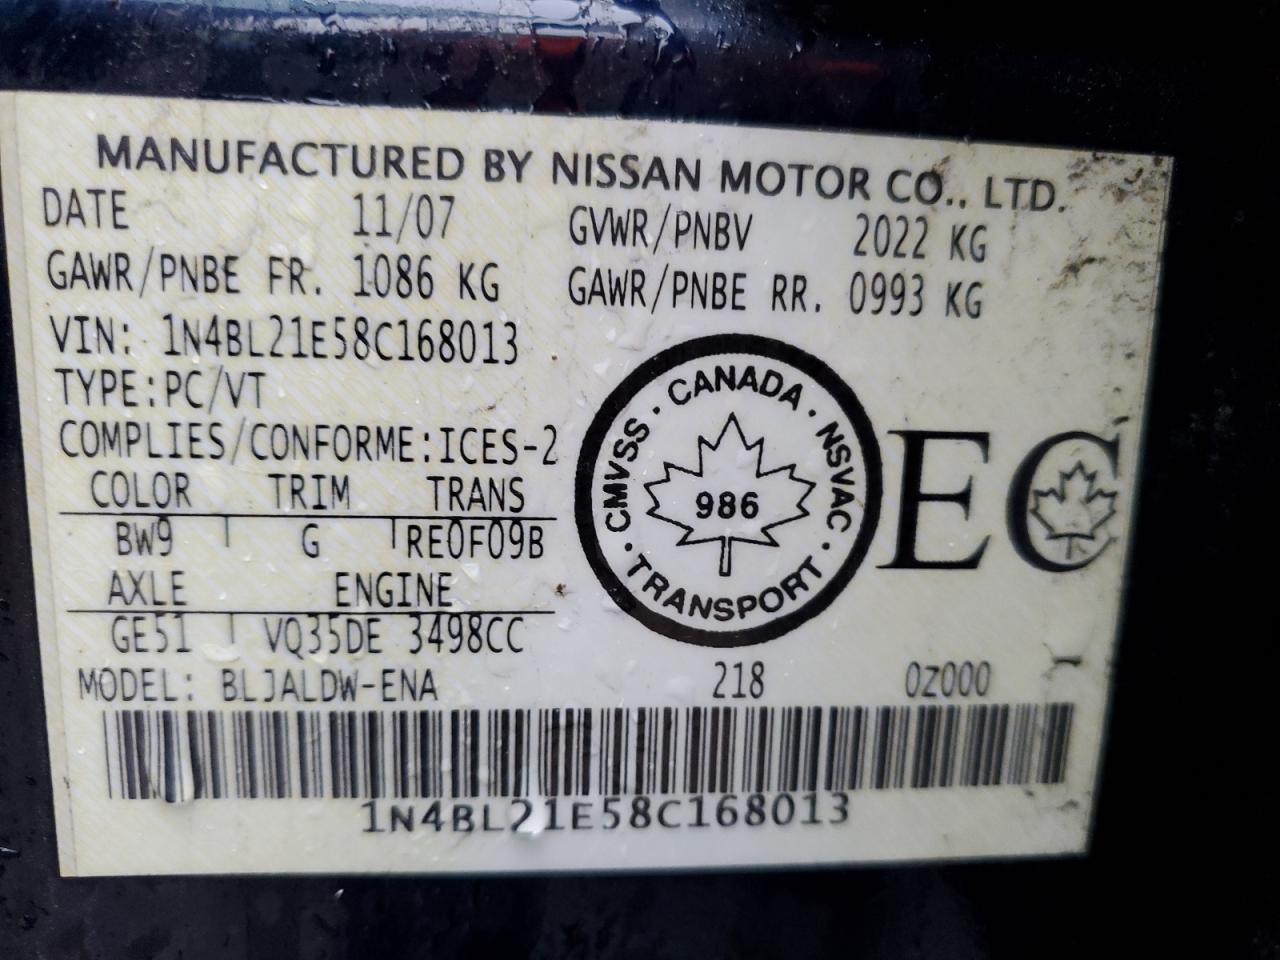 MANUFACTURED BY NISSAN MOTOR CO., LTD.
DATE 11/07 GVWR/PNBV 2022 KG
GAWR/PNBE FR. 1086 KG GAWR/PNBE RR. 0993 KG
VIN: 1N4BL21E58C168013
TYPE:PC/VT
COMPLIES/CONFORME:ICES-2
COLOR TRIM TRANS
BW9 G RE0F09B
AXLE ENGINE
GE51 VQ35DE 3498CC
MODEL: BLJALDW-ENA 218 0Z000
CMVSS · CANADA · NSVAC · TRANSPORT ·
986
EC
1N4BL21E58C168013